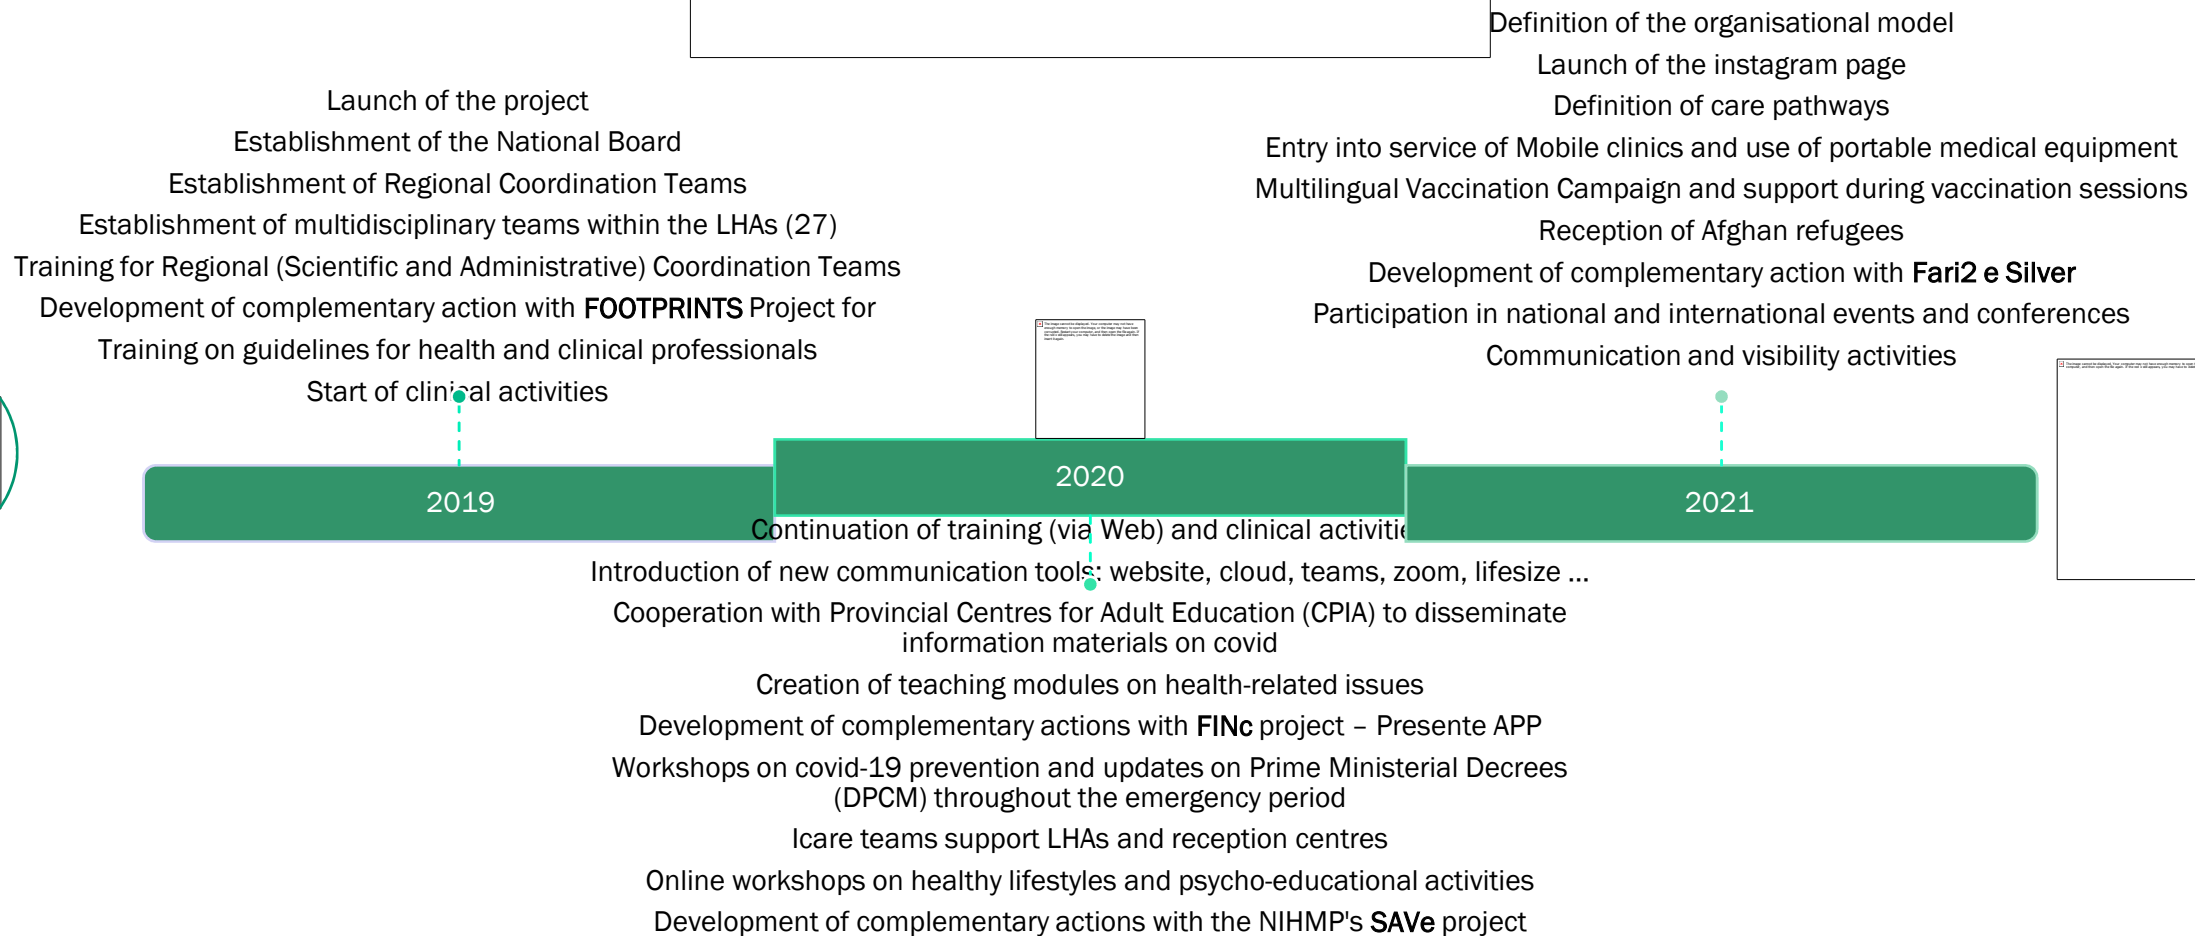 Launch of the project
Establishment of the National Board
Establishment of Regional Coordination Teams
Establishment of multidisciplinary teams within the LHAs (27)
Training for Regional (Scientific and Administrative) Coordination Teams
Development of complementary action with FOOTPRINTS Project for
Training on guidelines for health and clinical professionals
Start of clinical activities
2019
2020
Continuation of training (via Web) and clinical activitie
Introduction of new communication tools: website, cloud, teams, zoom, lifesize ...
Cooperation with Provincial Centres for Adult Education (CPIA) to disseminate
information materials on covid
Creation of teaching modules on health-related issues
Development of complementary actions with FINc project – Presente APP
Workshops on covid-19 prevention and updates on Prime Ministerial Decrees
(DPCM) throughout the emergency period
Icare teams support LHAs and reception centres
Online workshops on healthy lifestyles and psycho-educational activities
Development of complementary actions with the NIHMP's SAVe project
Definition of the organisational model
Launch of the instagram page
Definition of care pathways
Entry into service of Mobile clinics and use of portable medical equipment
Multilingual Vaccination Campaign and support during vaccination sessions
Reception of Afghan refugees
Development of complementary action with Fari2 e Silver
Participation in national and international events and conferences
Communication and visibility activities
2021